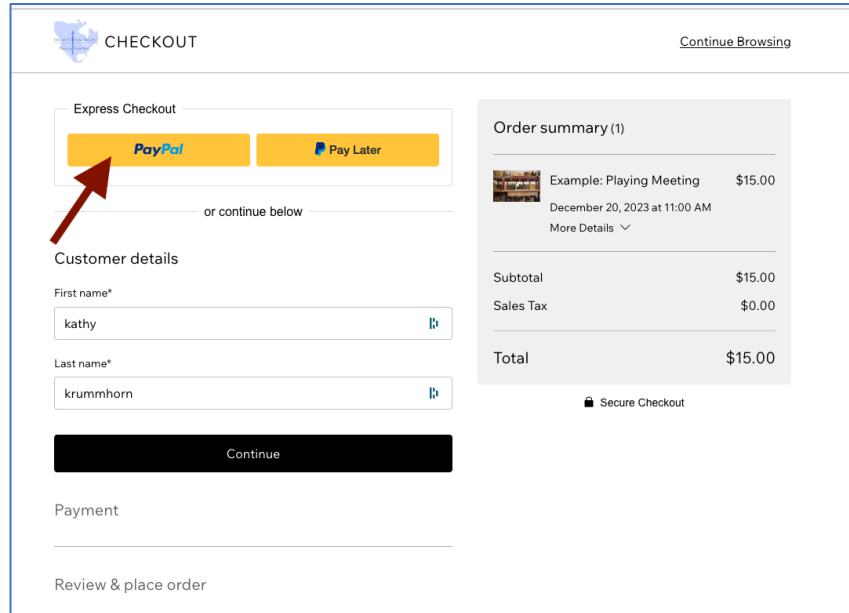 CHECKOUT
Continue Browsing
Express Checkout
PayPal
Pay Later
or continue below
Customer details
First name*
kathy
Last name*
krummhorn
Continue
Payment
Review & place order
Order summary (1)
Example: Playing Meeting $15.00
December 20, 2023 at 11:00 AM
More Details
Subtotal $15.00
Sales Tax $0.00
Total $15.00
Secure Checkout